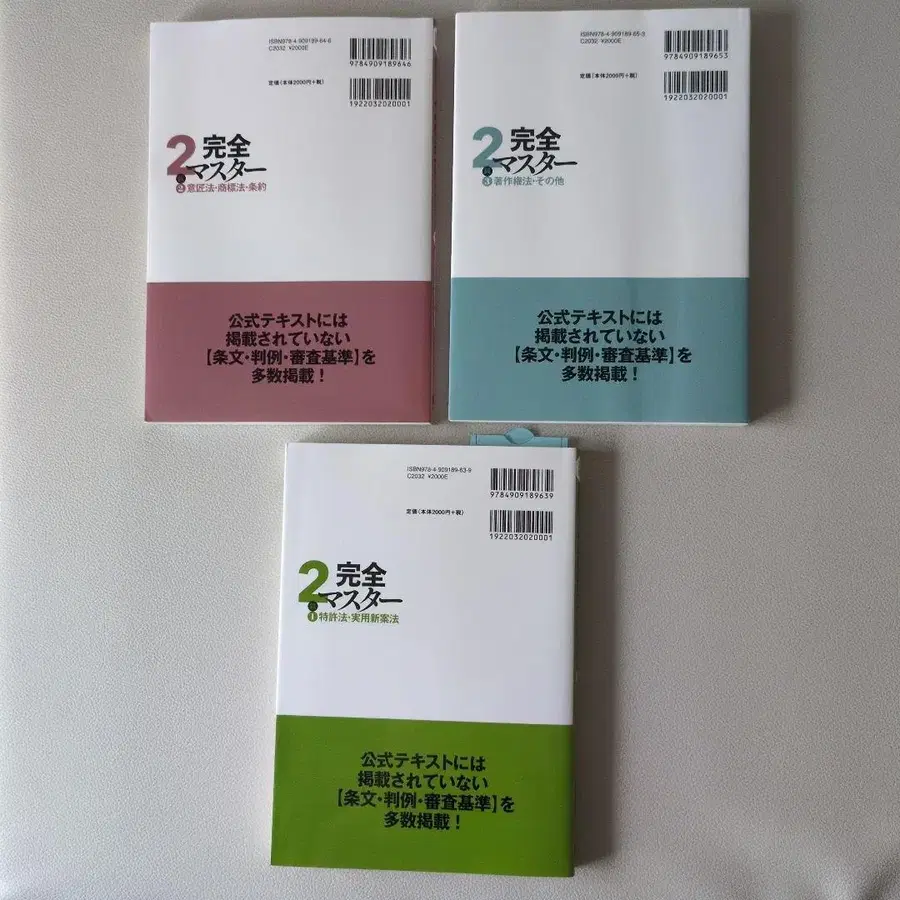 ISBN978-4-909189-64-6
C2032 ¥2000E
9784909189646
定価(本体2000円+税)
1922032020001
2 完全
マスター
2 意匠法・商標法・条約
公式テキストには
掲載されていない
【条文・判例・審査基準】を
多数掲載!
ISBN978-4-909189-65-3
C2032 ¥2000E
9784909189653
定価(本体2000円+税)
1922032020001
2 完全
マスター
3 著作権法・その他
公式テキストには
掲載されていない
【条文・判例・審査基準】を
多数掲載!
ISBN978-4-909189-63-9
C2032 ¥2000E
9784909189639
定価(本体2000円+税)
1922032020001
2 完全
マスター
1 特許法・実用新案法
公式テキストには
掲載されていない
【条文・判例・審査基準】を
多数掲載!